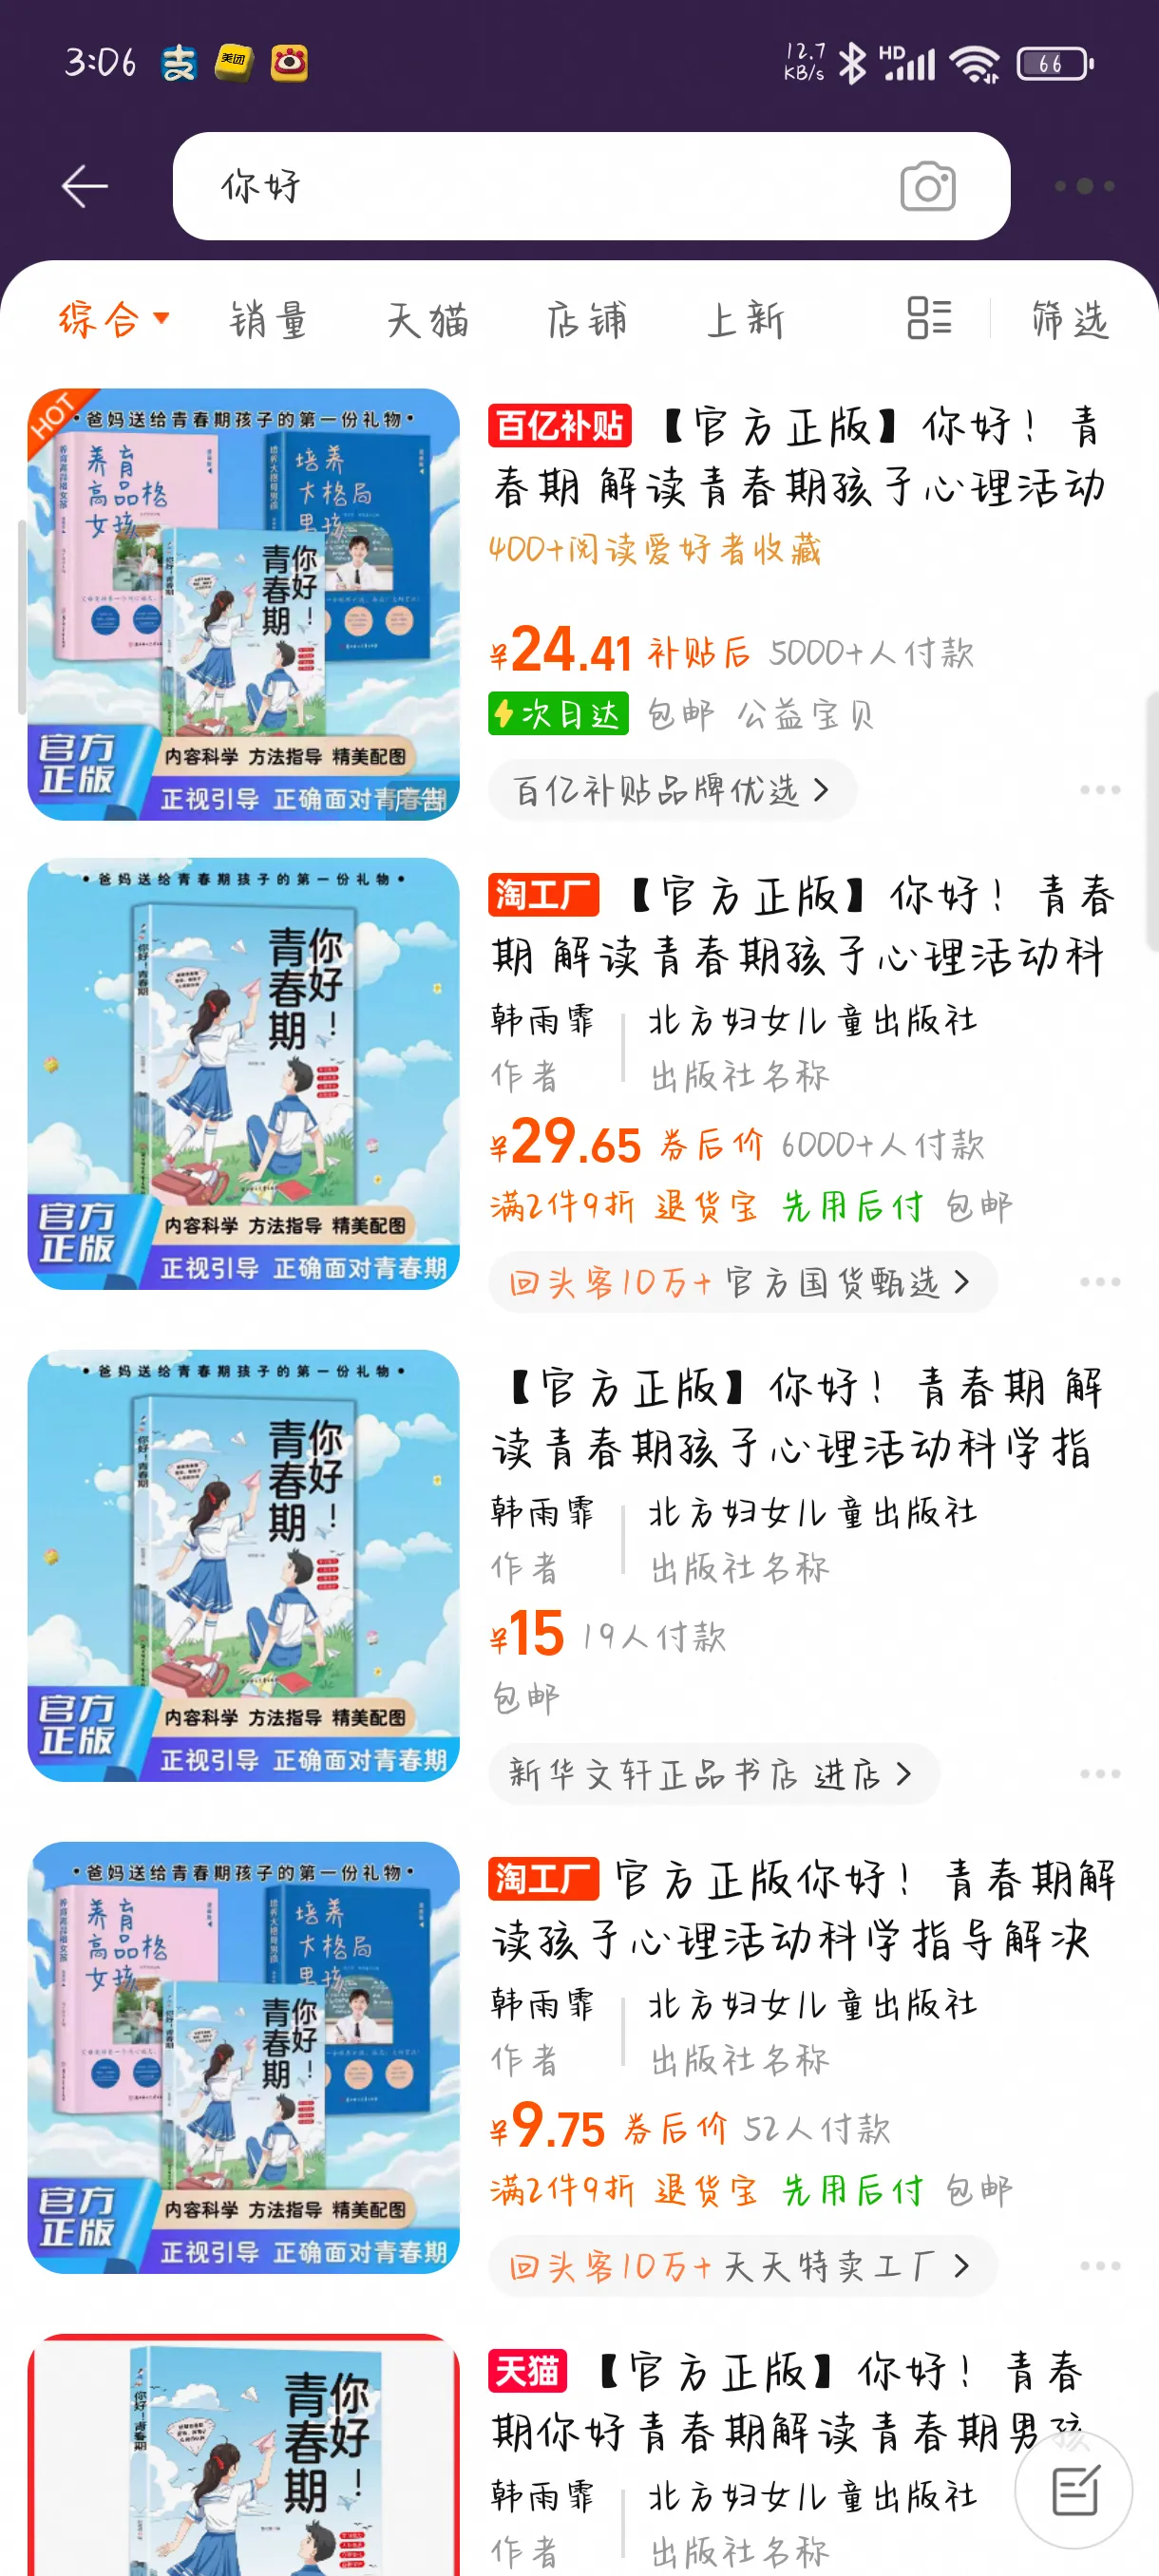 3:06
美团
12.7 KB/s
HD
66
你好
综合 销量 天猫 店铺 上新 筛选
HOT
•爸妈送给青春期孩子的第一份礼物•
养育
高品格
女孩
培养
大格局
男孩
你好！
青春期
官方
正版
内容科学 方法指导 精美配图
正视引导 正确面对青春期
广告
百亿补贴 【官方正版】你好！青
春期 解读青春期孩子心理活动
400+阅读爱好者收藏
¥24.41 补贴后 5000+人付款
次日达 包邮 公益宝贝
百亿补贴品牌优选 >
•爸妈送给青春期孩子的第一份礼物•
你好！
青春期
你好！青春期
官方
正版
内容科学 方法指导 精美配图
正视引导 正确面对青春期
淘工厂 【官方正版】你好！青春
期 解读青春期孩子心理活动科
韩雨霏 北方妇女儿童出版社
作者 出版社名称
¥29.65 券后价 6000+人付款
满2件9折 退货宝 先用后付 包邮
回头客10万+ 官方国货甄选 >
•爸妈送给青春期孩子的第一份礼物•
你好！
青春期
你好！青春期
官方
正版
内容科学 方法指导 精美配图
正视引导 正确面对青春期
【官方正版】你好！青春期 解
读青春期孩子心理活动科学指
韩雨霏 北方妇女儿童出版社
作者 出版社名称
¥15 19人付款
包邮
新华文轩正品书店 进店 >
•爸妈送给青春期孩子的第一份礼物•
养育
高品格
女孩
培养
大格局
男孩
你好！
青春期
官方
正版
内容科学 方法指导 精美配图
正视引导 正确面对青春期
淘工厂 官方正版你好！青春期解
读孩子心理活动科学指导解决
韩雨霏 北方妇女儿童出版社
作者 出版社名称
¥9.75 券后价 52人付款
满2件9折 退货宝 先用后付 包邮
回头客10万+ 天天特卖工厂 >
你好！
青春期
你好！青春期
天猫 【官方正版】你好！青春
期你好青春期解读青春期男孩
韩雨霏 北方妇女儿童出版社
作者 出版社名称